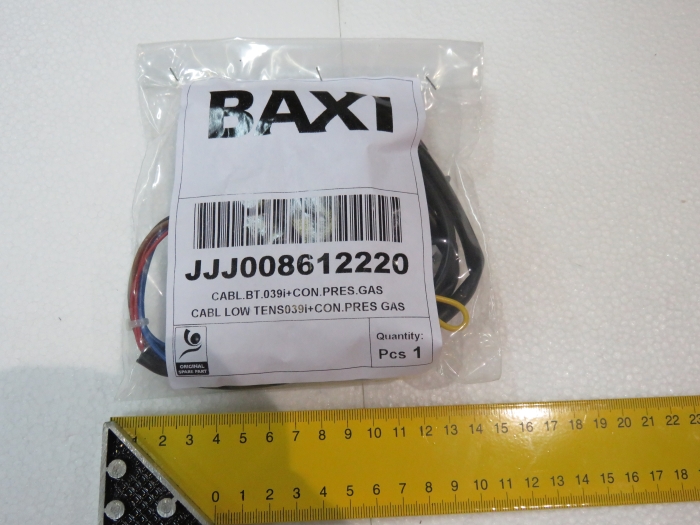 BAXI
JJJ008612220
CABL.BT.039i+CON.PRES.GAS
CABL LOW TENS039i+CON.PRES GAS
ORIGINAL
SPARE PART
Quantity:
Pcs 1
1 2 3 4 5 6 7 8 9 10 11 12 13 14 15 16 17 18 19 20 21 22 23
0 1 2 3 4 5 6 7 8 9 10 11 12 13 14 15 16 17 18